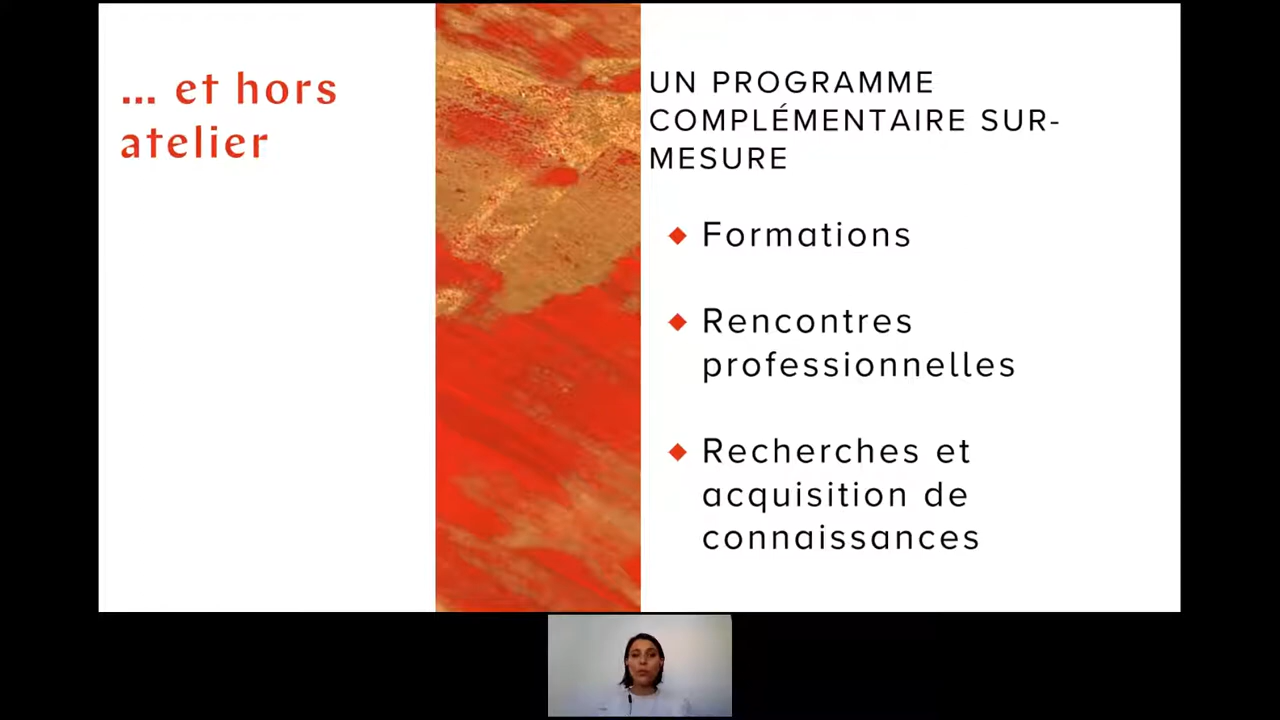 ... et hors
atelier
UN PROGRAMME
COMPLÉMENTAIRE SUR-
MESURE
Formations
Rencontres
professionnelles
Recherches et
acquisition de
connaissances